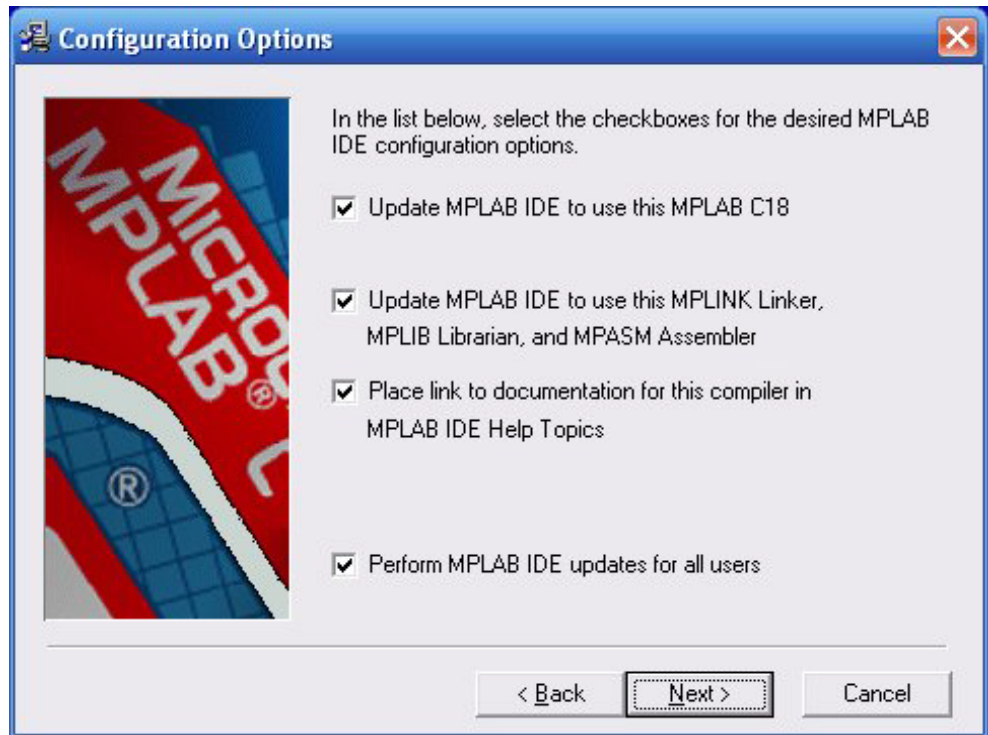 Configuration Options
In the list below, select the checkboxes for the desired MPLAB
IDE configuration options.
Update MPLAB IDE to use this MPLAB C18
Update MPLAB IDE to use this MPLINK Linker,
MPLIB Librarian, and MPASM Assembler
Place link to documentation for this compiler in
MPLAB IDE Help Topics
Perform MPLAB IDE updates for all users
MPLAB®
®
< Back
Next >
Cancel